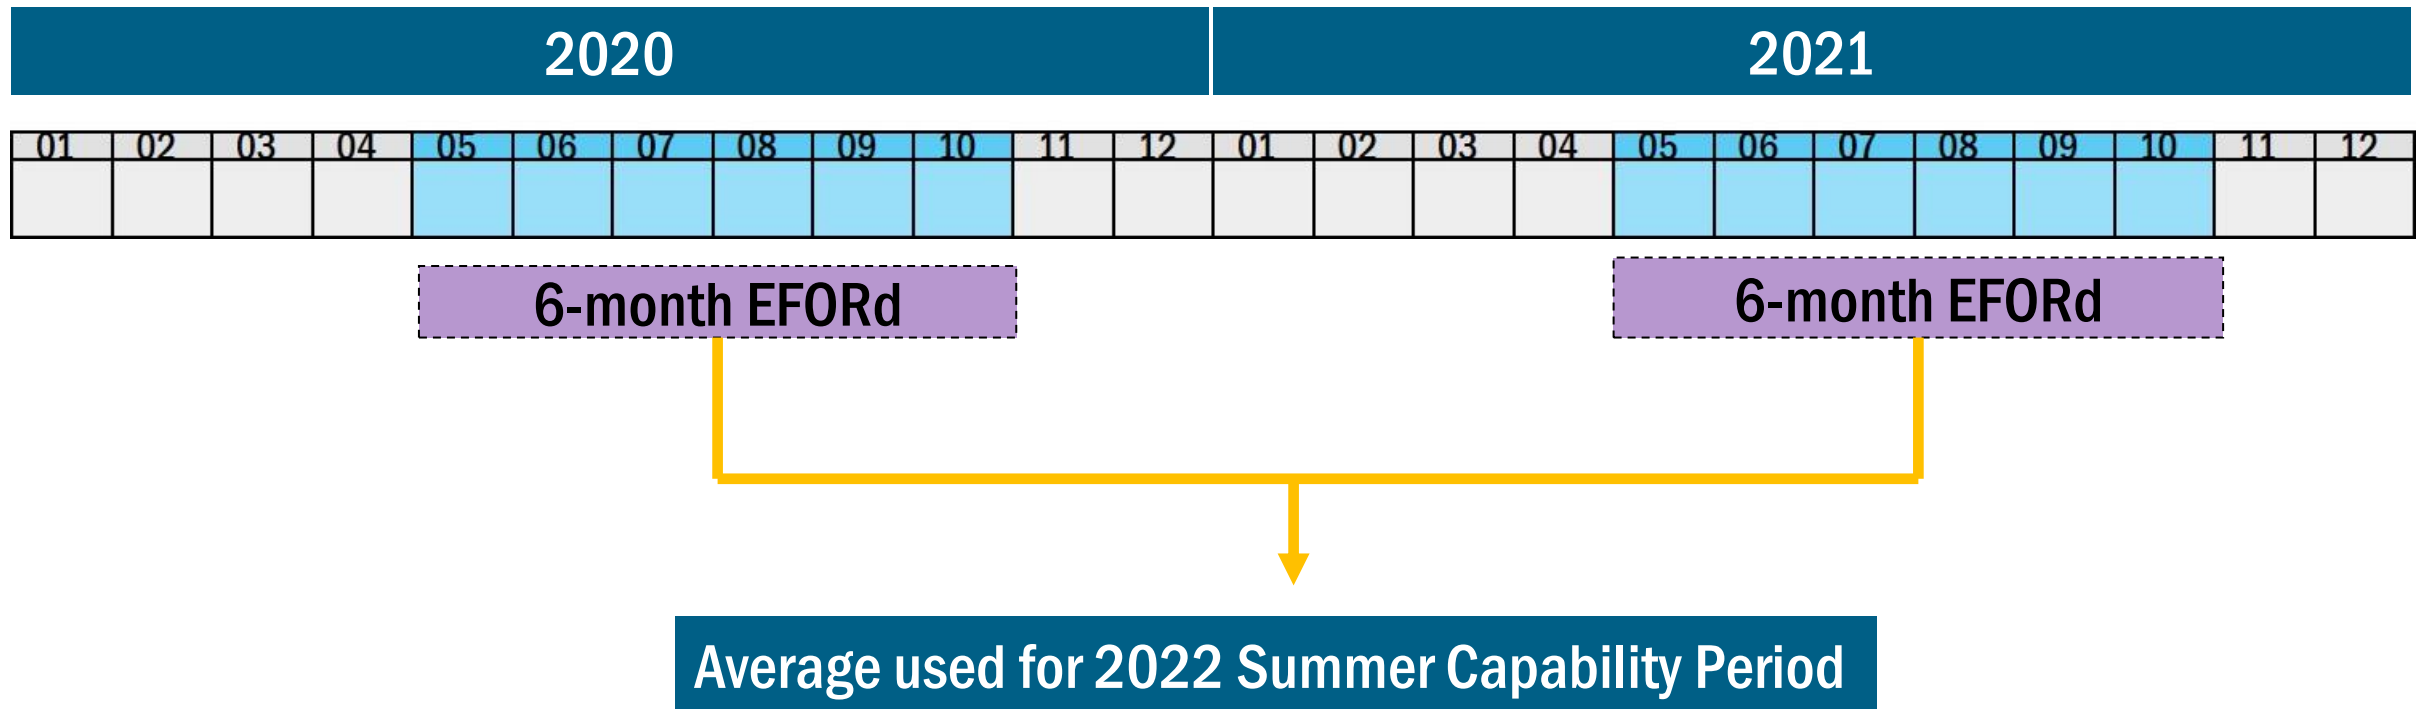 2020 2021
01 02 03 04 05 06 07 08 09 10 11 12 01 02 03 04 05 06 07 08 09 10 11 12
6-month EFORd 6-month EFORd
Average used for 2022 Summer Capability Period